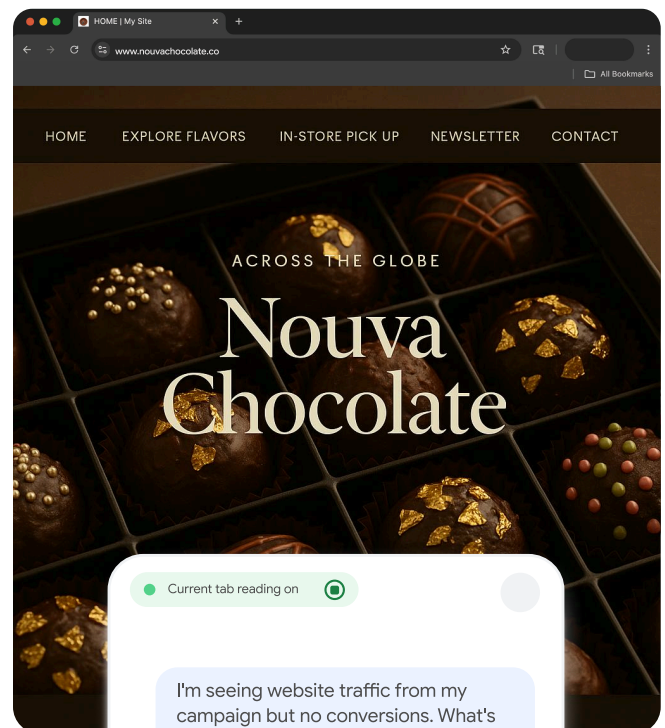 HOME | My Site
www.nouvachocolate.co
All Bookmarks
HOME EXPLORE FLAVORS IN-STORE PICK UP NEWSLETTER CONTACT
ACROSS THE GLOBE
Nouva
Chocolate
Current tab reading on
I'm seeing website traffic from my
campaign but no conversions. What's